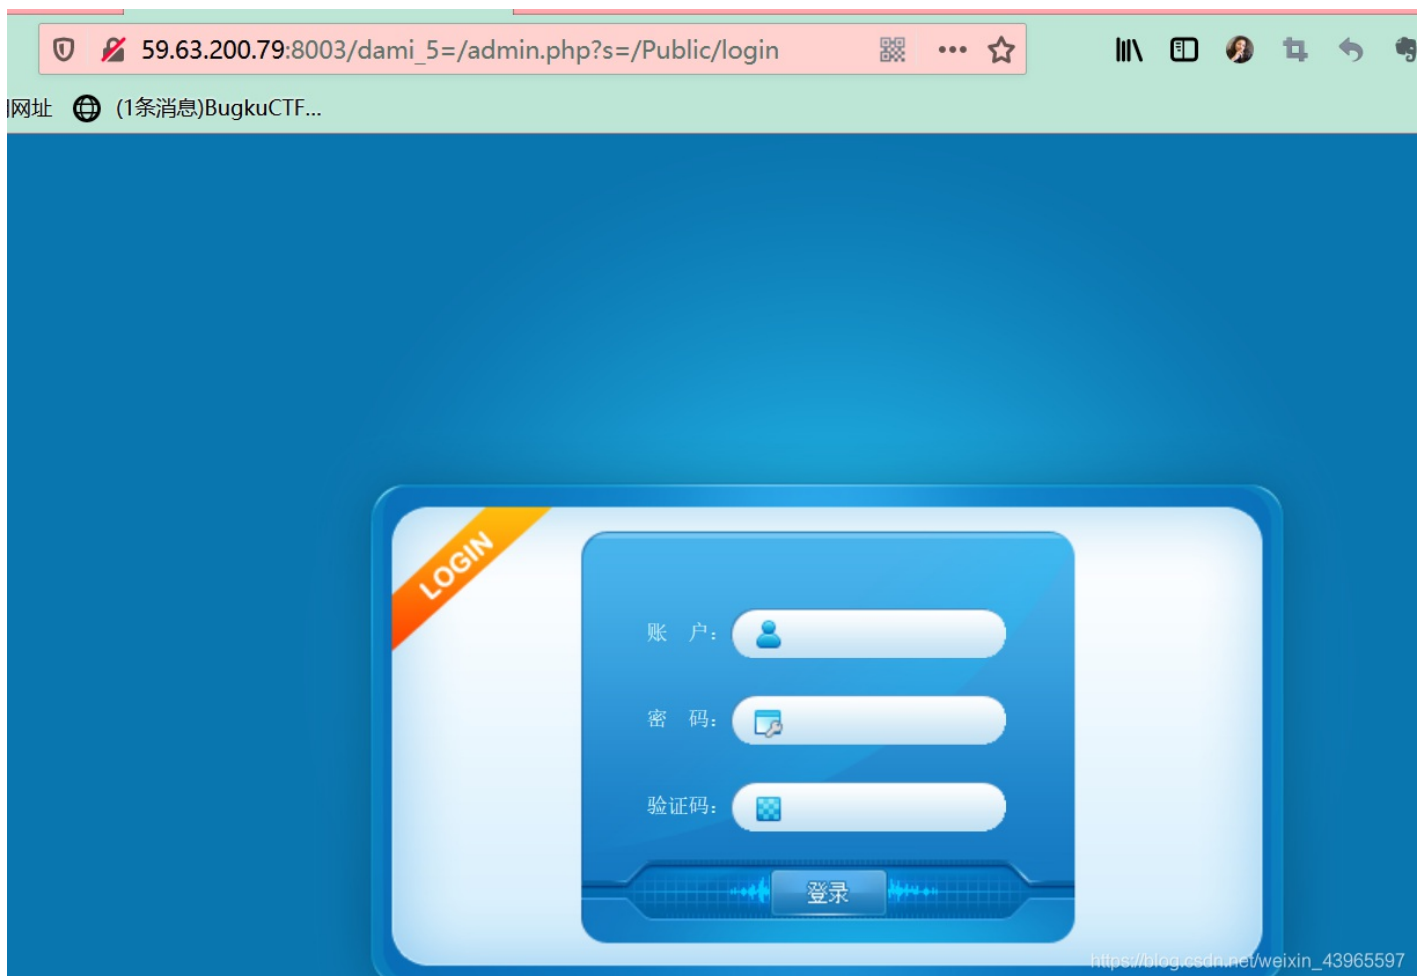 59.63.200.79:8003/dami_5=/admin.php?s=/Public/login
网址 (1条消息)BugkuCTF...
LOGIN
账 户：
密 码：
验证码：
登录
https://blog.csdn.net/weixin_43965597